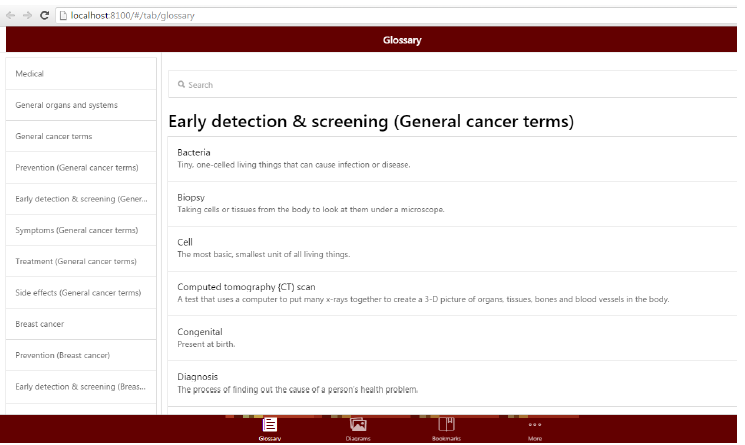 localhost:8100/#/tab/glossary
Glossary
Medical
General organs and systems
General cancer terms
Prevention (General cancer terms)
Early detection & screening (Gener...
Symptoms (General cancer terms)
Treatment (General cancer terms)
Side effects (General cancer terms)
Breast cancer
Prevention (Breast cancer)
Early detection & screening (Breas...
Search
Early detection & screening (General cancer terms)
Bacteria
Tiny, one-celled living things that can cause infection or disease.
Biopsy
Taking cells or tissues from the body to look at them under a microscope.
Cell
The most basic, smallest unit of all living things.
Computed tomography (CT) scan
A test that uses a computer to put many x-rays together to create a 3-D picture of organs, tissues, bones and blood vessels in the body.
Congenital
Present at birth.
Diagnosis
The process of finding out the cause of a person's health problem.
Glossary
Diagrams
Bookmarks
More